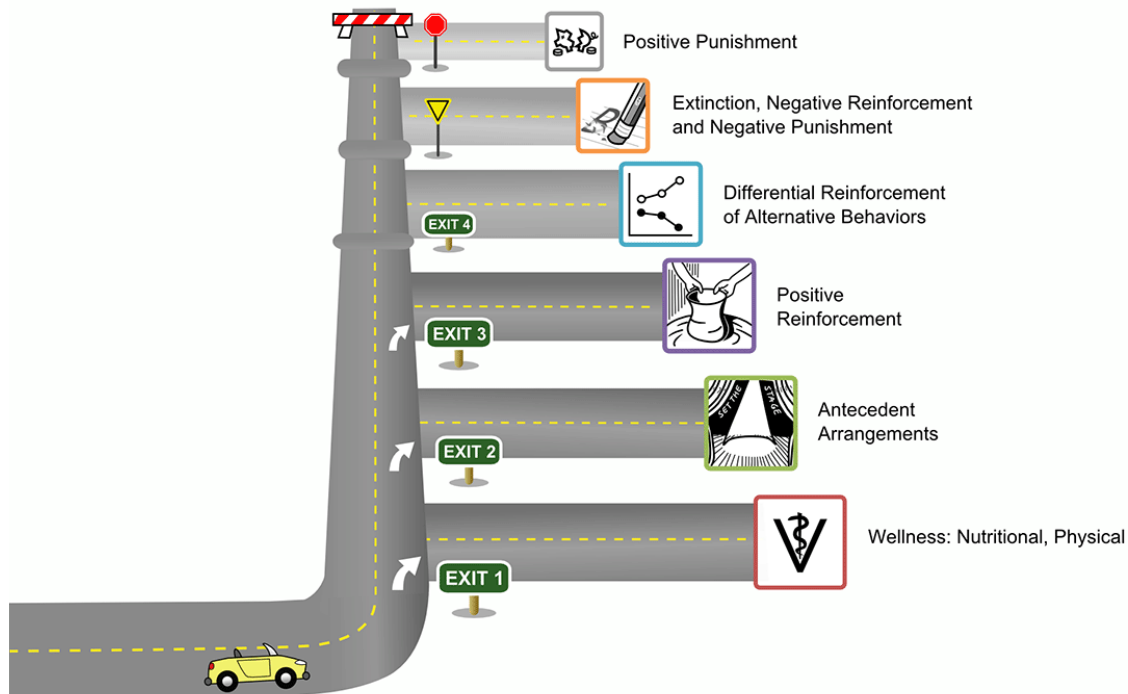 Positive Punishment
Extinction, Negative Reinforcement
and Negative Punishment
Differential Reinforcement
of Alternative Behaviors
EXIT 4
Positive
Reinforcement
EXIT 3
SET THE
STAGE
Antecedent
Arrangements
EXIT 2
V
Wellness: Nutritional, Physical
EXIT 1